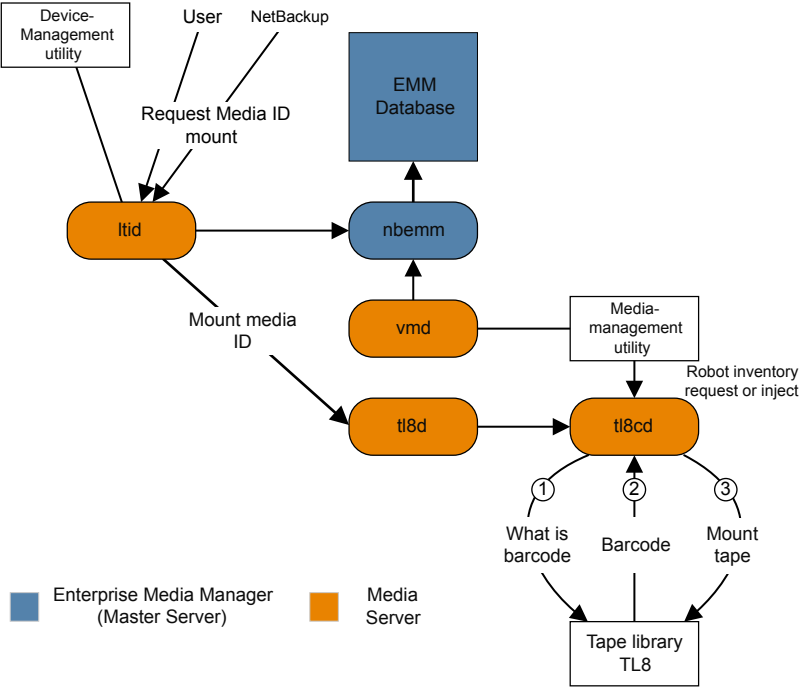 Device-
Management
utility
User
NetBackup
EMM
Database
Request Media ID
mount
ltid
nbemm
Mount media
ID
vmd
Media-
management
utility
Robot inventory
request or inject
tl8d
tl8cd
1
2
3
What is
barcode
Barcode
Mount
tape
Enterprise Media Manager
(Master Server)
Media
Server
Tape library
TL8